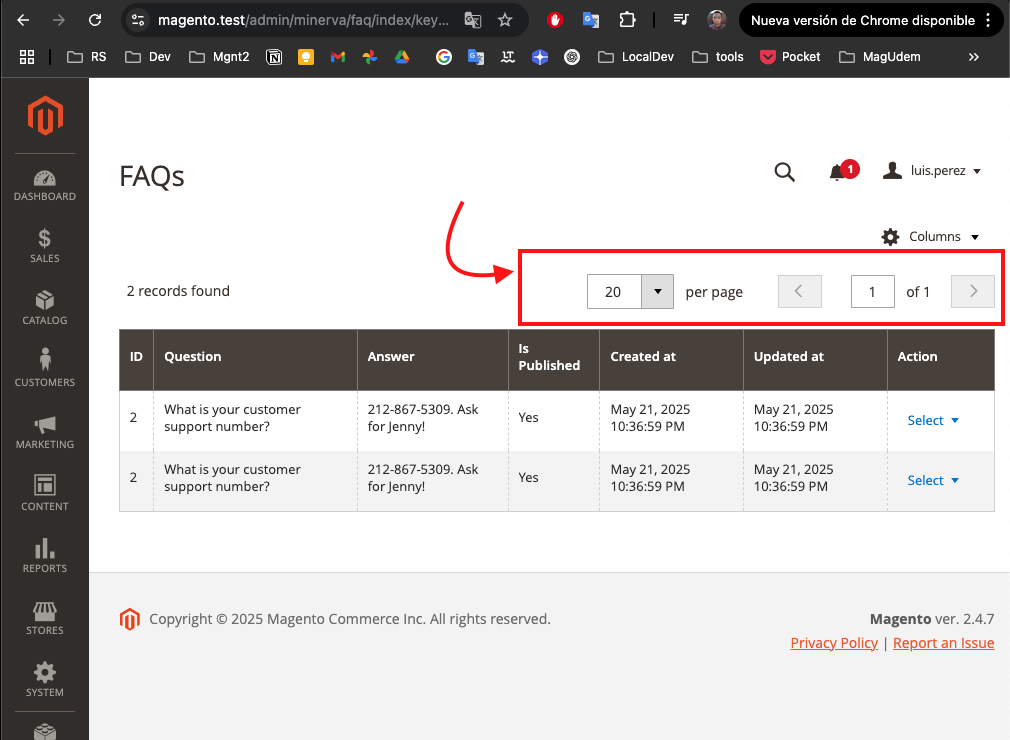 magento.test/admin/minerva/faq/index/key...
Nueva versión de Chrome disponible
RS
Dev
Mgnt2
LocalDev
tools
Pocket
MagUdem
»
DASHBOARD
SALES
CATALOG
CUSTOMERS
MARKETING
CONTENT
REPORTS
STORES
SYSTEM
FAQs
1
luis.perez
Columns
2 records found
20 per page 1 of 1
ID Question Answer Is Published Created at Updated at Action
2 What is your customer support number? 212-867-5309. Ask for Jenny! Yes May 21, 2025 10:36:59 PM May 21, 2025 10:36:59 PM Select
2 What is your customer support number? 212-867-5309. Ask for Jenny! Yes May 21, 2025 10:36:59 PM May 21, 2025 10:36:59 PM Select
Copyright © 2025 Magento Commerce Inc. All rights reserved.
Magento ver. 2.4.7
Privacy Policy | Report an Issue